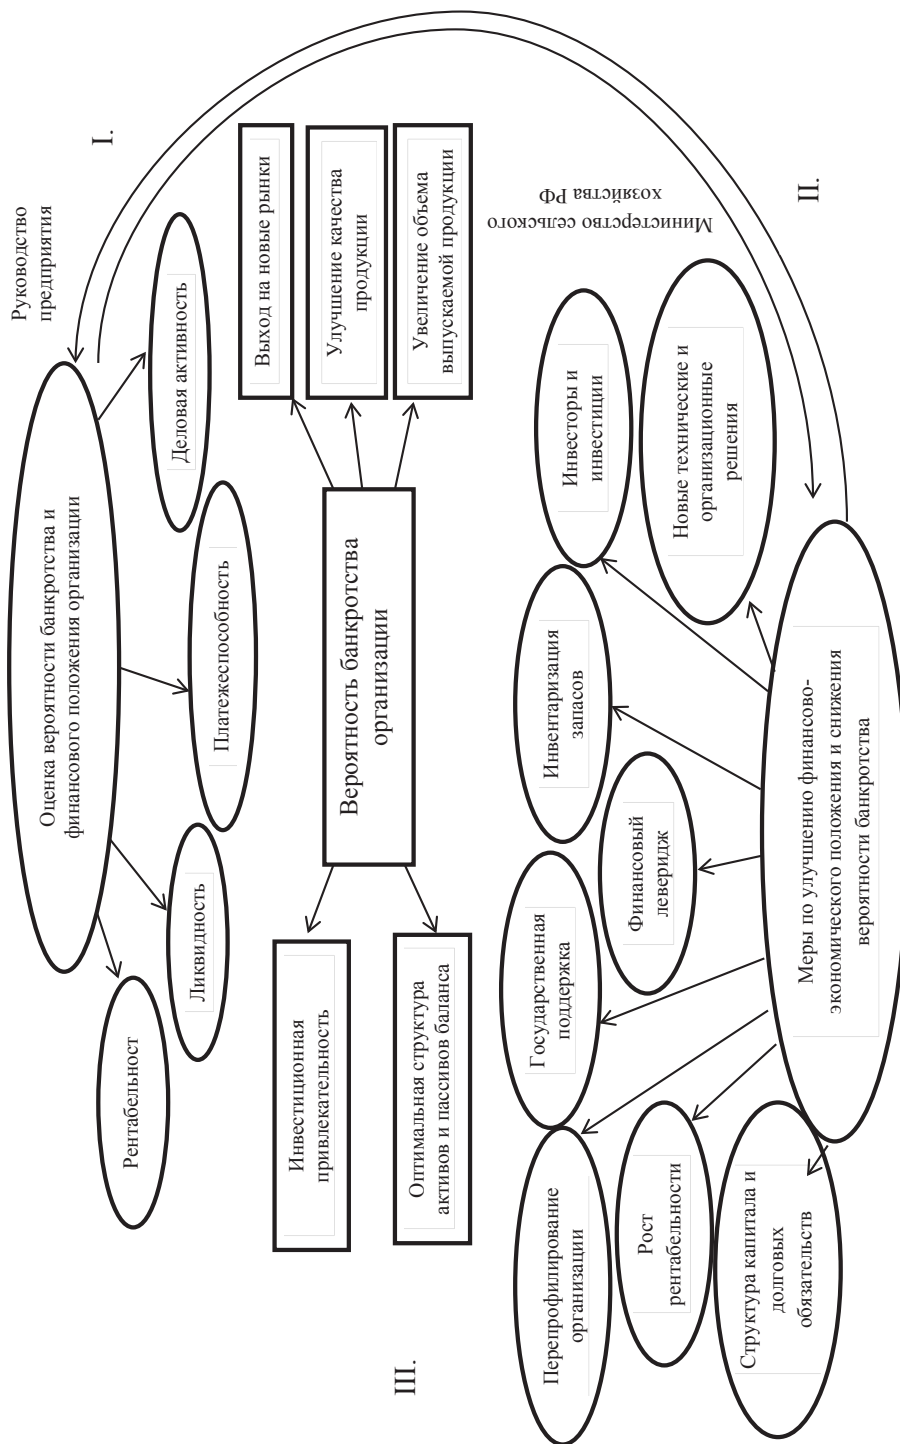 I.
Руководство
предприятия
Оценка вероятности банкротства и
финансового положения организации
Рентабельност
Ликвидность
Платежеспособность
Деловая активность
III.
Инвестиционная
привлекательность
Оптимальная структура
активов и пассивов баланса
Вероятность банкротства
организации
Выход на новые рынки
Улучшение качества
продукции
Увеличение объема
выпускаемой продукции
Министерство сельского
хозяйства РФ
II.
Перепрофилирование
организации
Рост
рентабельности
Структура капитала и
долговых
обязательств
Государственная
поддержка
Финансовый
леверидж
Инвентаризация
запасов
Инвесторы и
инвестиции
Новые технические и
организационные
решения
Меры по улучшению финансово-
экономического положения и снижения
вероятности банкротства